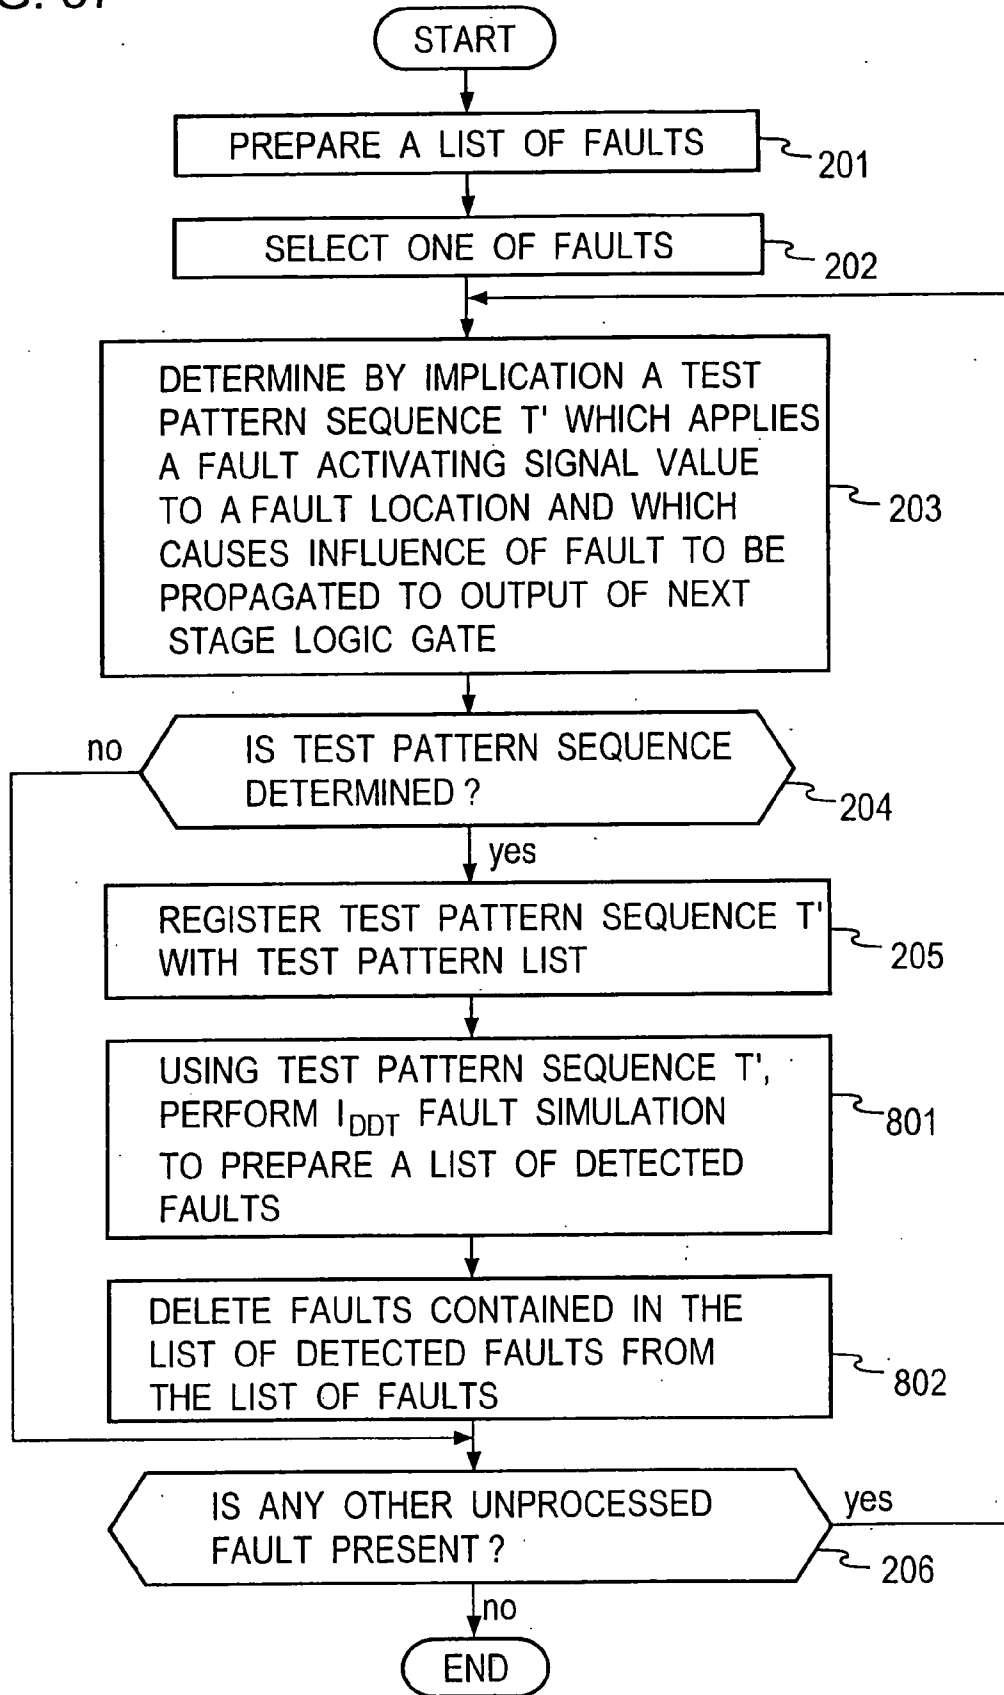 START
PREPARE A LIST OF FAULTS
201
SELECT ONE OF FAULTS
202
DETERMINE BY IMPLICATION A TEST
PATTERN SEQUENCE T' WHICH APPLIES
A FAULT ACTIVATING SIGNAL VALUE
TO A FAULT LOCATION AND WHICH
CAUSES INFLUENCE OF FAULT TO BE
PROPAGATED TO OUTPUT OF NEXT
STAGE LOGIC GATE
203
no
IS TEST PATTERN SEQUENCE
DETERMINED ?
204
yes
REGISTER TEST PATTERN SEQUENCE T'
WITH TEST PATTERN LIST
205
USING TEST PATTERN SEQUENCE T',
PERFORM IDDT FAULT SIMULATION
TO PREPARE A LIST OF DETECTED
FAULTS
801
DELETE FAULTS CONTAINED IN THE
LIST OF DETECTED FAULTS FROM
THE LIST OF FAULTS
802
IS ANY OTHER UNPROCESSED
FAULT PRESENT ?
yes
206
no
END